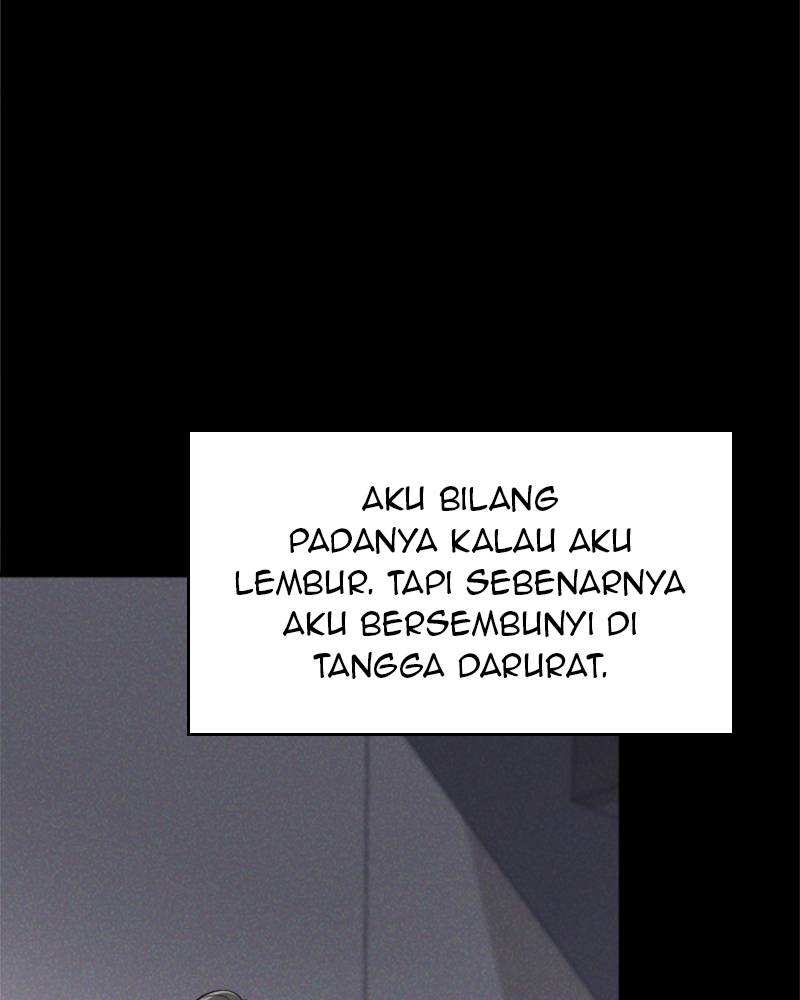 AKU BILANG
PADANYA KALAU AKU
LEMBUR. TAPI SEBENARNYA
AKU BERSEMBUNYI DI
TANGGA DARURAT.